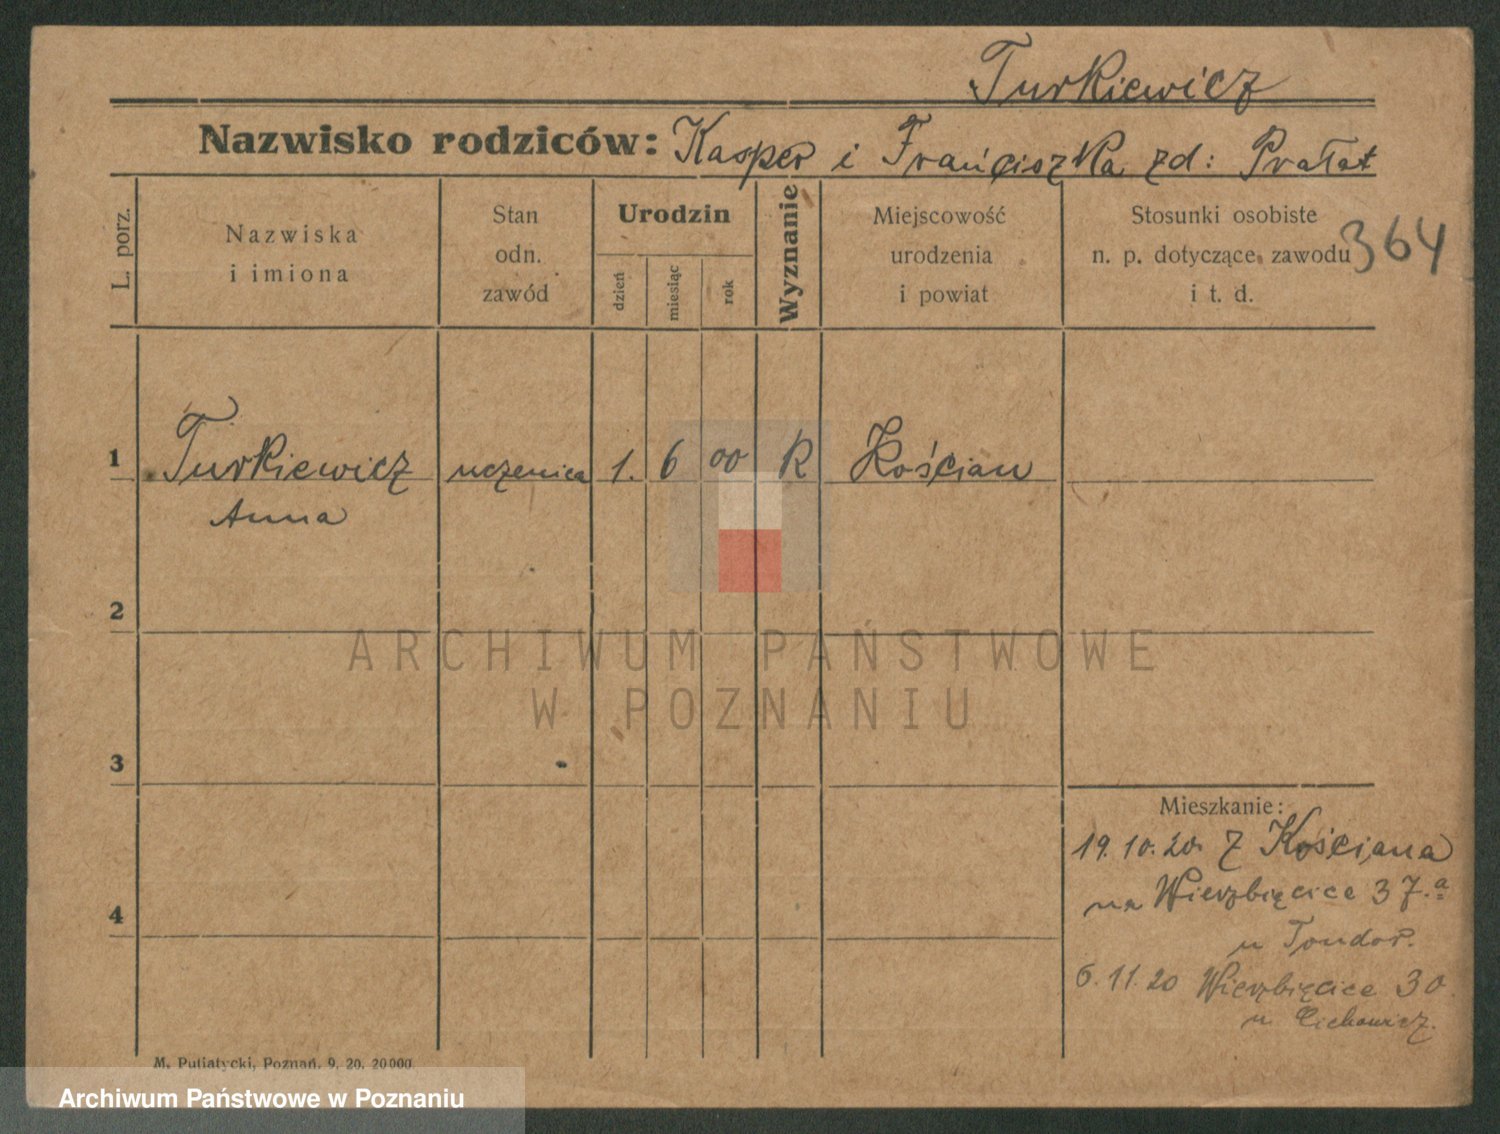 Turkiewicz
Nazwisko rodziców: Kasper i Franciszka zd: Prałat
L. porz.
Nazwiska
i imiona
Stan
odn.
zawód
Urodzin
dzień
miesiąc
rok
Wyznanie
Miejscowość
urodzenia
i powiat
Stosunki osobiste
n. p. dotyczące zawodu
i t. d.
364
1 Turkiewicz uczenica 1. 6 00 R Kościan
Anna
2
ARCHIWUM PAŃSTWOWE
W POZNANIU
3
Mieszkanie:
19.10.20 Z Kościana
na Wierzbięcice 37.a
u Tondor.
4
6.11.20 Wierzbięcice 30
u Cichowicz.
M. Putiatycki, Poznań. 9. 20. 20000
Archiwum Państwowe w Poznaniu